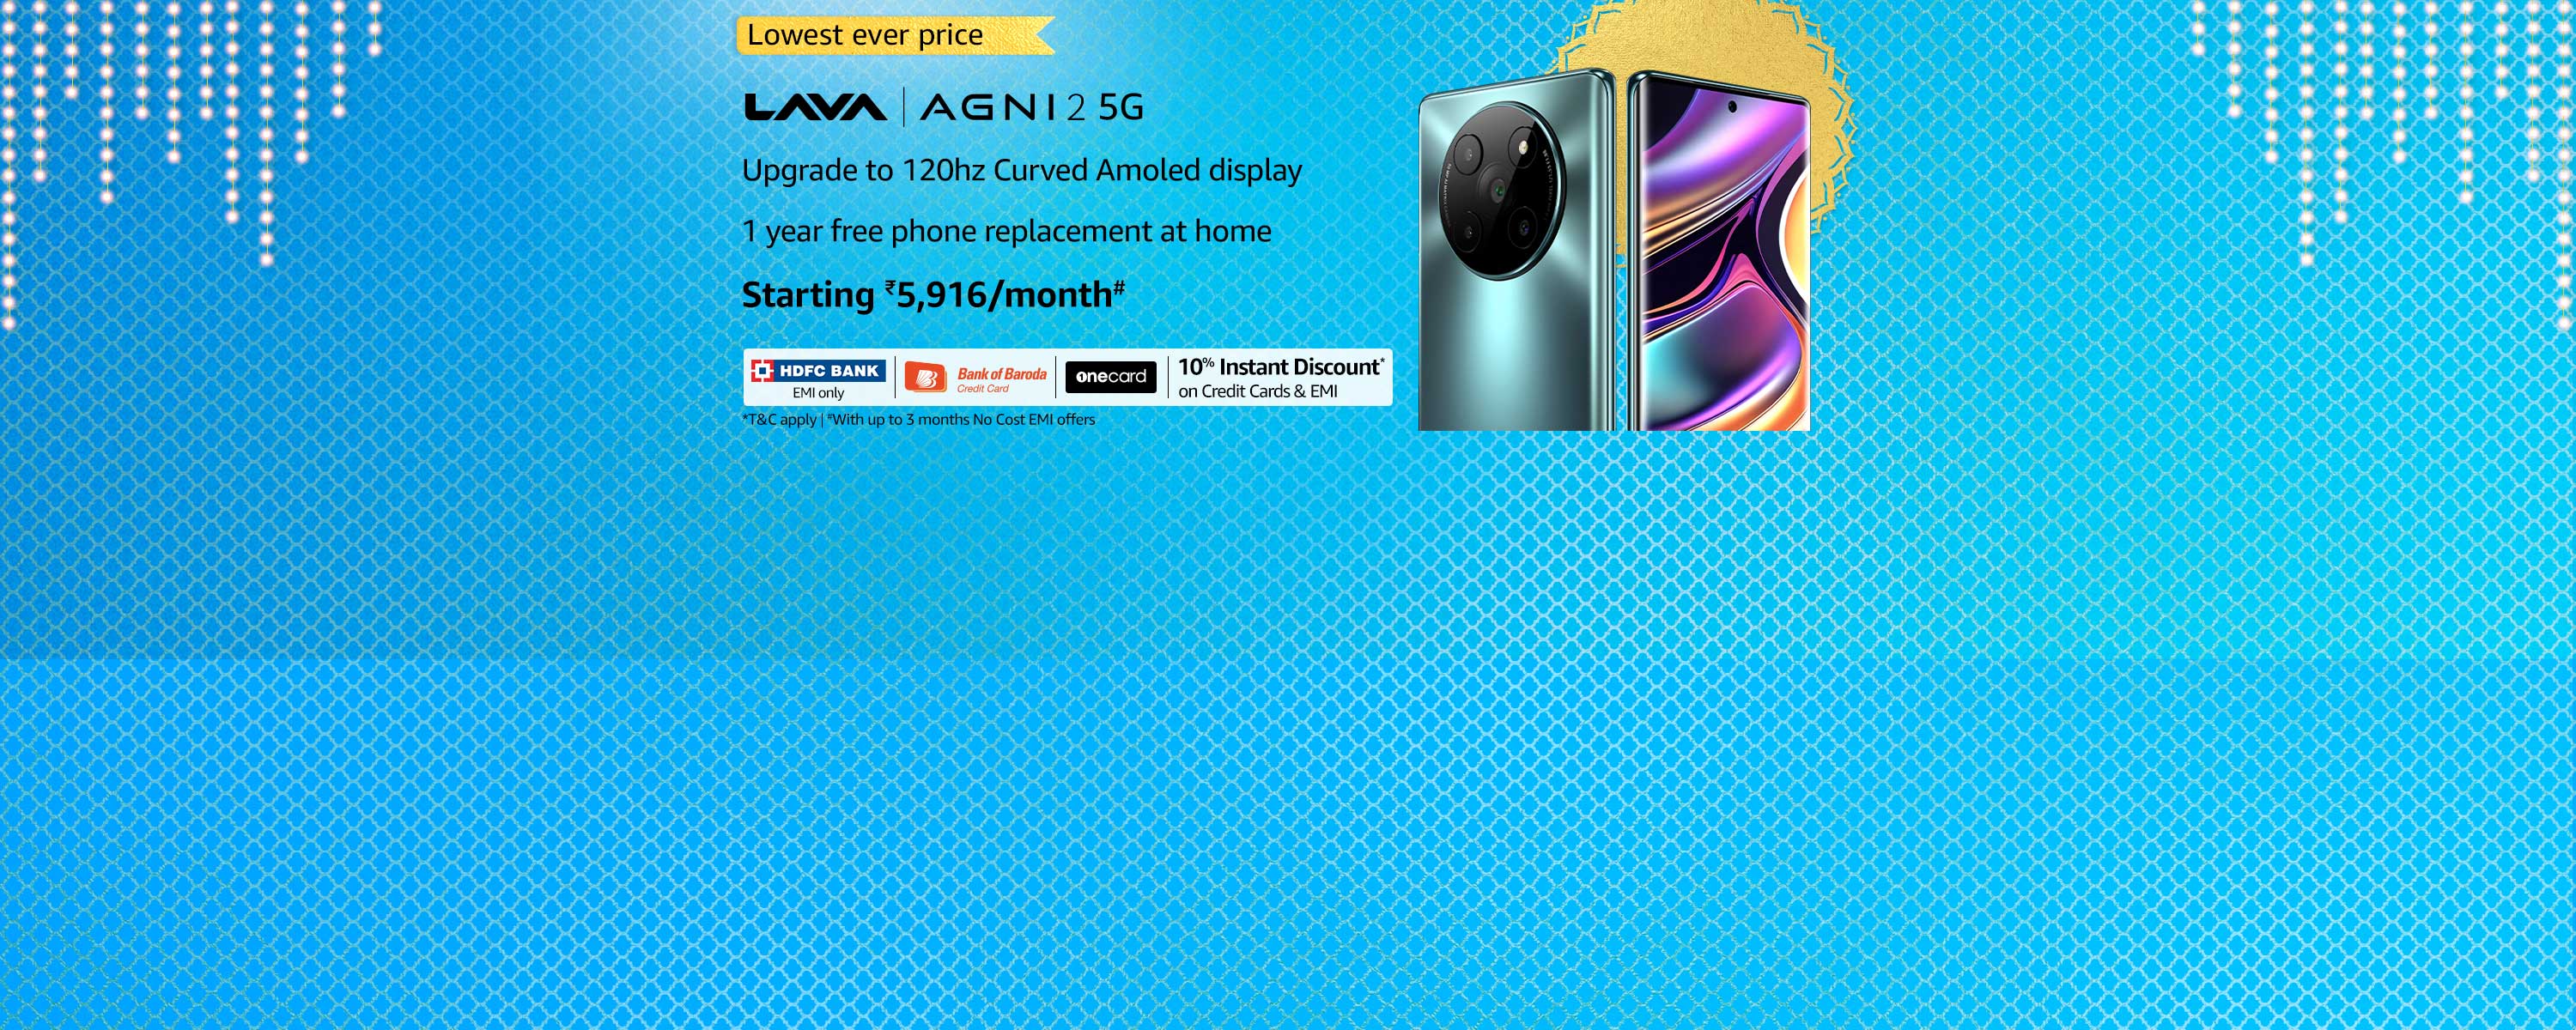 Lowest ever price
LAVA | AGNI 2 5G
Upgrade to 120hz Curved Amoled display
1 year free phone replacement at home
Starting ₹5,916/month#
HDFC BANK
EMI only
Bank of Baroda
Credit Card
onecard
10% Instant Discount*
on Credit Cards & EMI
*T&C apply | #With up to 3 months No Cost EMI offers